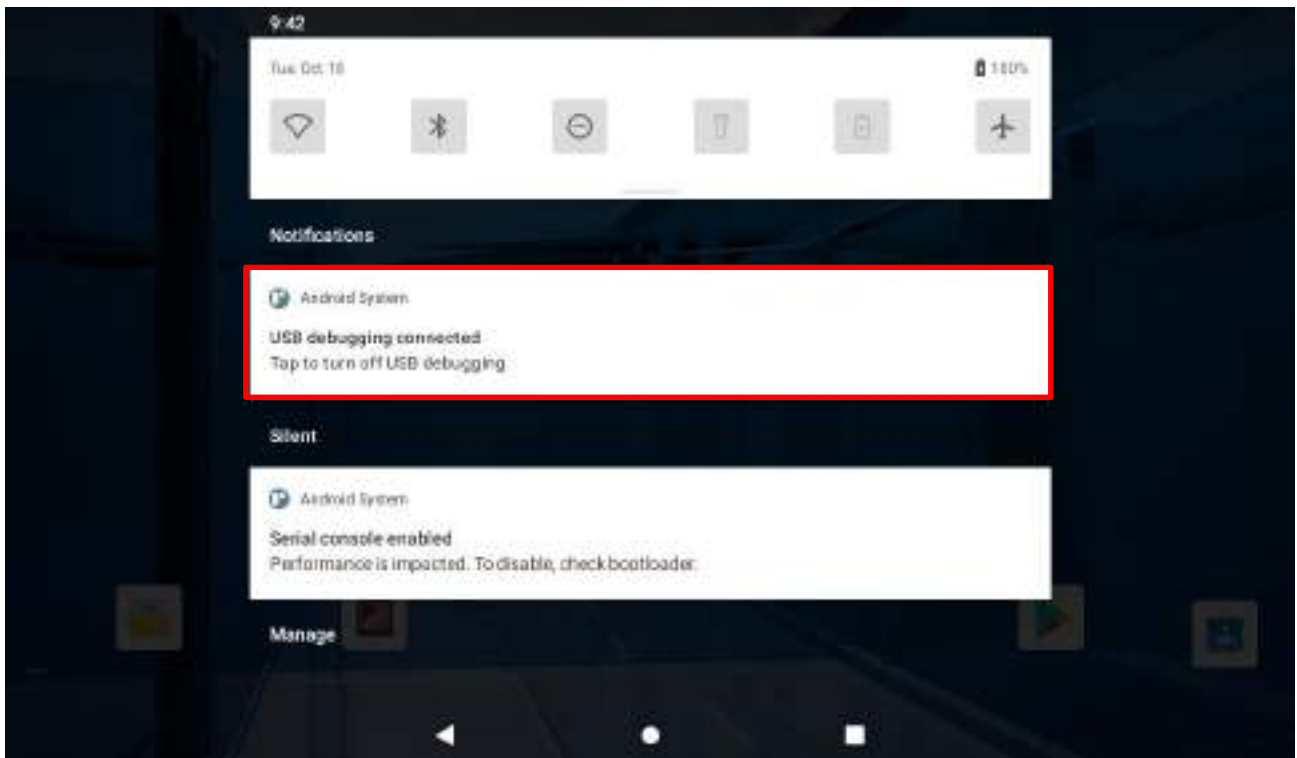 9:42
Tue, Oct 18
100%
Notifications
Android System
USB debugging connected
Tap to turn off USB debugging
Silent
Android System
Serial console enabled
Performance is impacted. To disable, check bootloader.
Manage